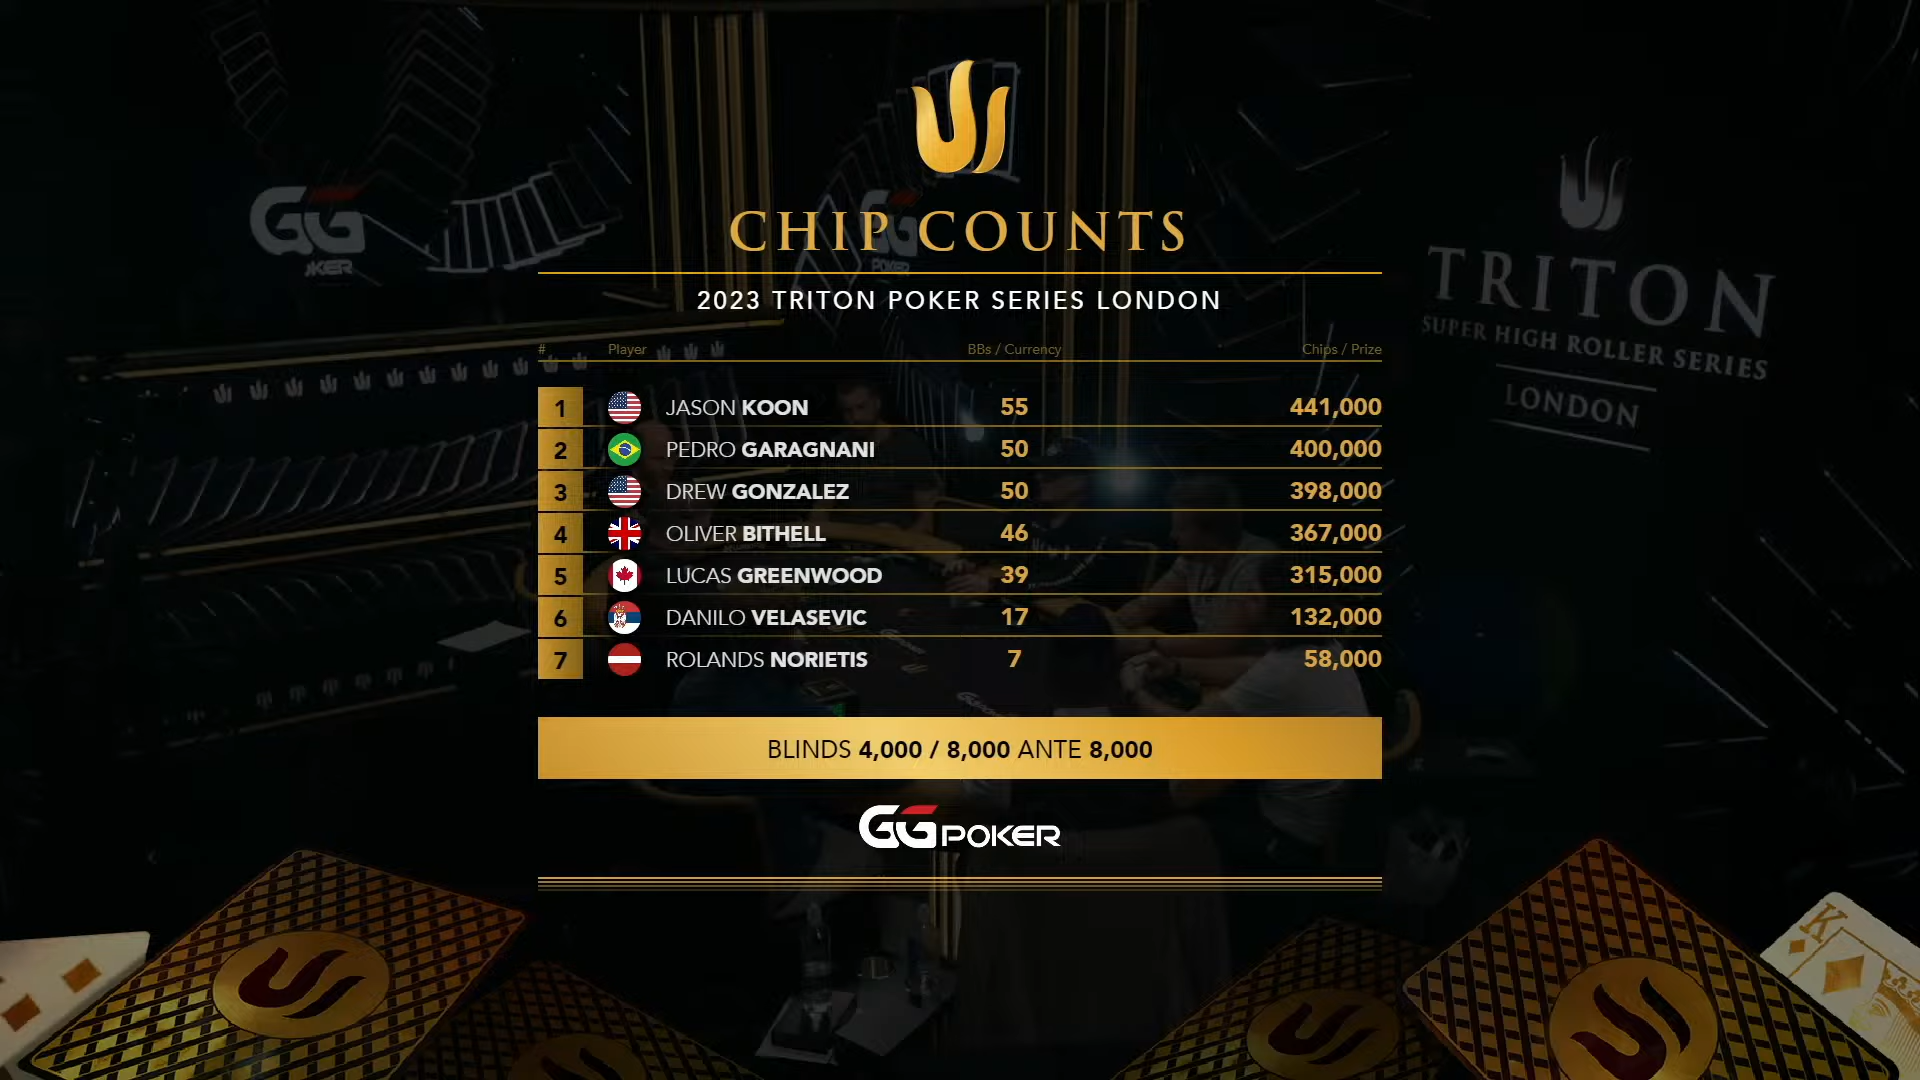 CHIP COUNTS
2023 TRITON POKER SERIES LONDON
# Player BBs / Currency Chips / Prize
1 JASON KOON 55 441,000
2 PEDRO GARAGNANI 50 400,000
3 DREW GONZALEZ 50 398,000
4 OLIVER BITHELL 46 367,000
5 LUCAS GREENWOOD 39 315,000
6 DANILO VELASEVIC 17 132,000
7 ROLANDS NORIETIS 7 58,000
BLINDS 4,000 / 8,000 ANTE 8,000
GGPOKER
GG
POKER
TRITON
SUPER HIGH ROLLER SERIES
LONDON
K